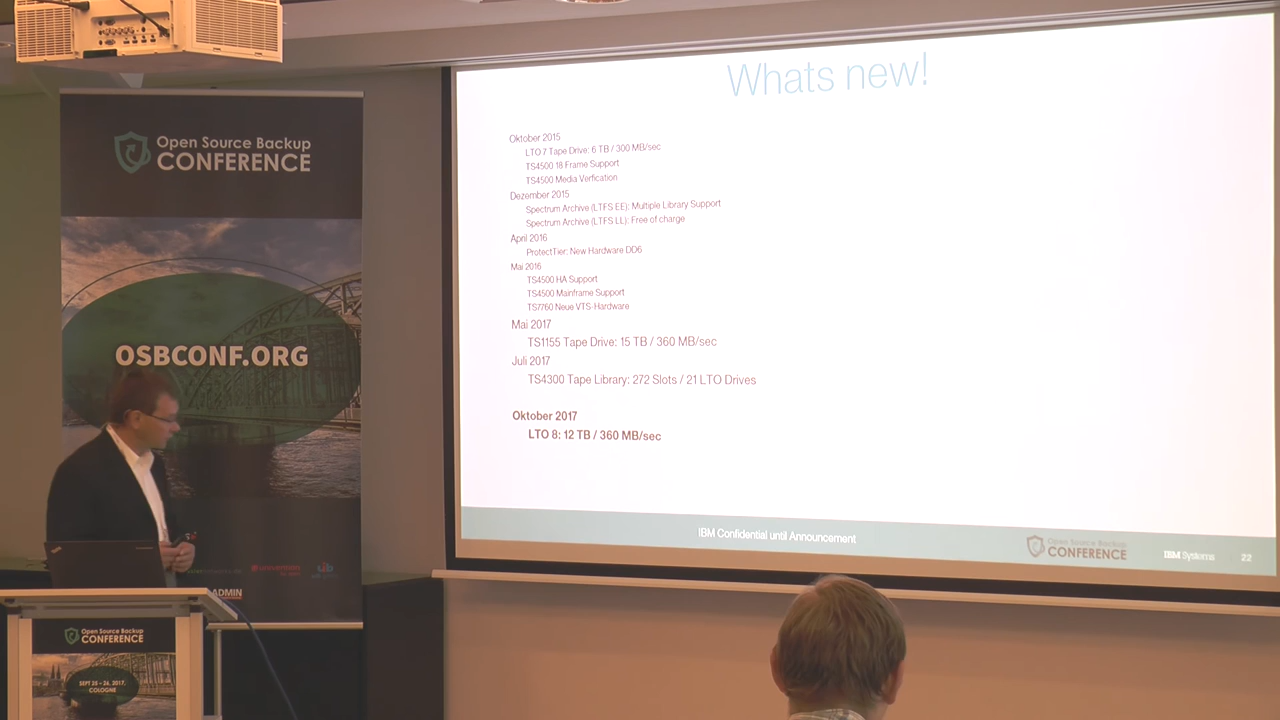 Open Source Backup
CONFERENCE
OSBCONF.ORG
ADMIN
Open Source Backup
CONFERENCE
SEPT 25 - 26, 2017,
COLOGNE
Whats new!
Oktober 2015
LTO 7 Tape Drive: 6 TB / 300 MB/sec
TS4500 18 Frame Support
TS4500 Media Verfication
Dezember 2015
Spectrum Archive (LTFS EE): Multiple Library Support
Spectrum Archive (LTFS LL): Free of charge
April 2016
ProtectTier: New Hardware DD6
Mai 2016
TS4500 HA Support
TS4500 Mainframe Support
TS7760 Neue VTS-Hardware
Mai 2017
TS1155 Tape Drive: 15 TB / 360 MB/sec
Juli 2017
TS4300 Tape Library: 272 Slots / 21 LTO Drives
Oktober 2017
LTO 8: 12 TB / 360 MB/sec
IBM Confidential until Announcement
Open Source Backup
CONFERENCE
IBM Systems
22